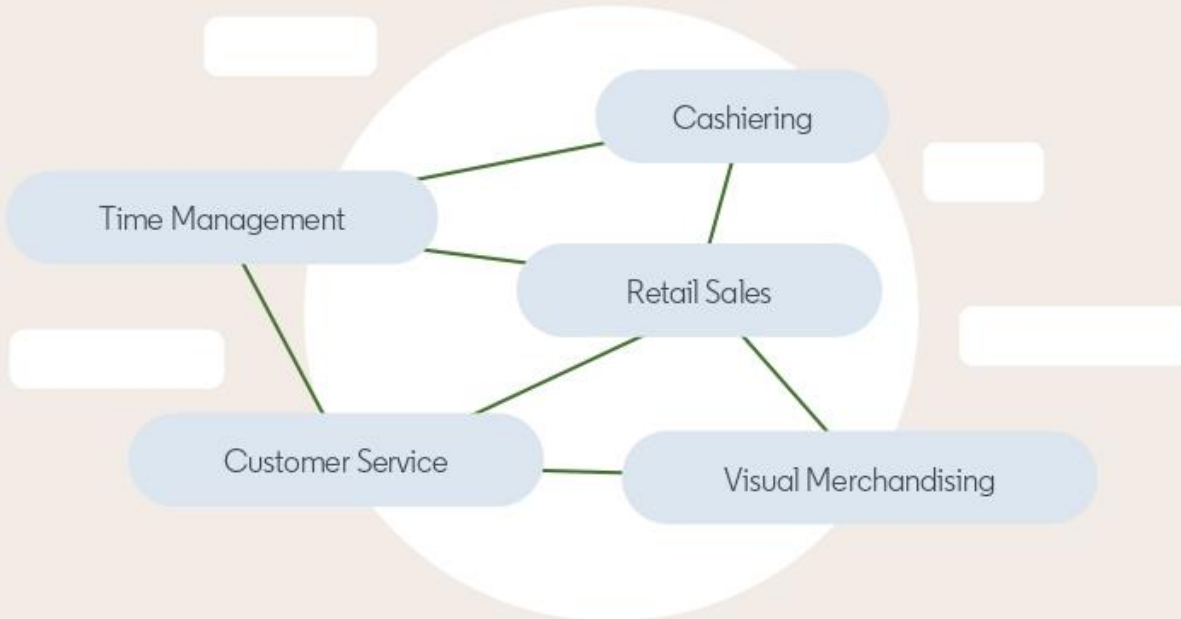 Cashiering
Time Management
Retail Sales
Customer Service
Visual Merchandising